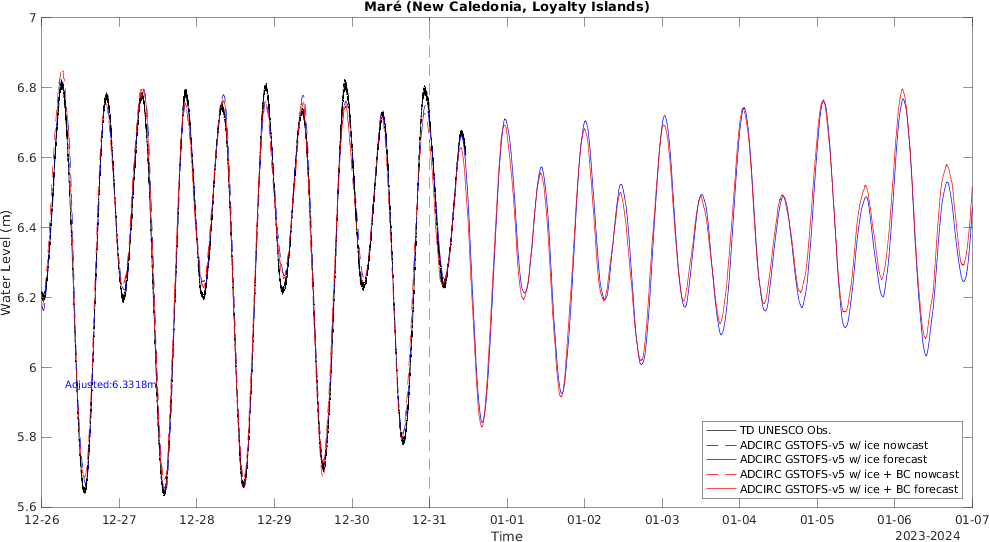 Maré (New Caledonia, Loyalty Islands)
7
6.8
6.6
6.4
6.2
6
5.8
5.6
Water Level (m)
Adjusted:6.3318m
TD UNESCO Obs.
ADCIRC GSTOFS-v5 w/ ice nowcast
ADCIRC GSTOFS-v5 w/ ice forecast
ADCIRC GSTOFS-v5 w/ ice + BC nowcast
ADCIRC GSTOFS-v5 w/ ice + BC forecast
12-26 12-27 12-28 12-29 12-30 12-31 01-01 01-02 01-03 01-04 01-05 01-06 01-07
Time
2023-2024